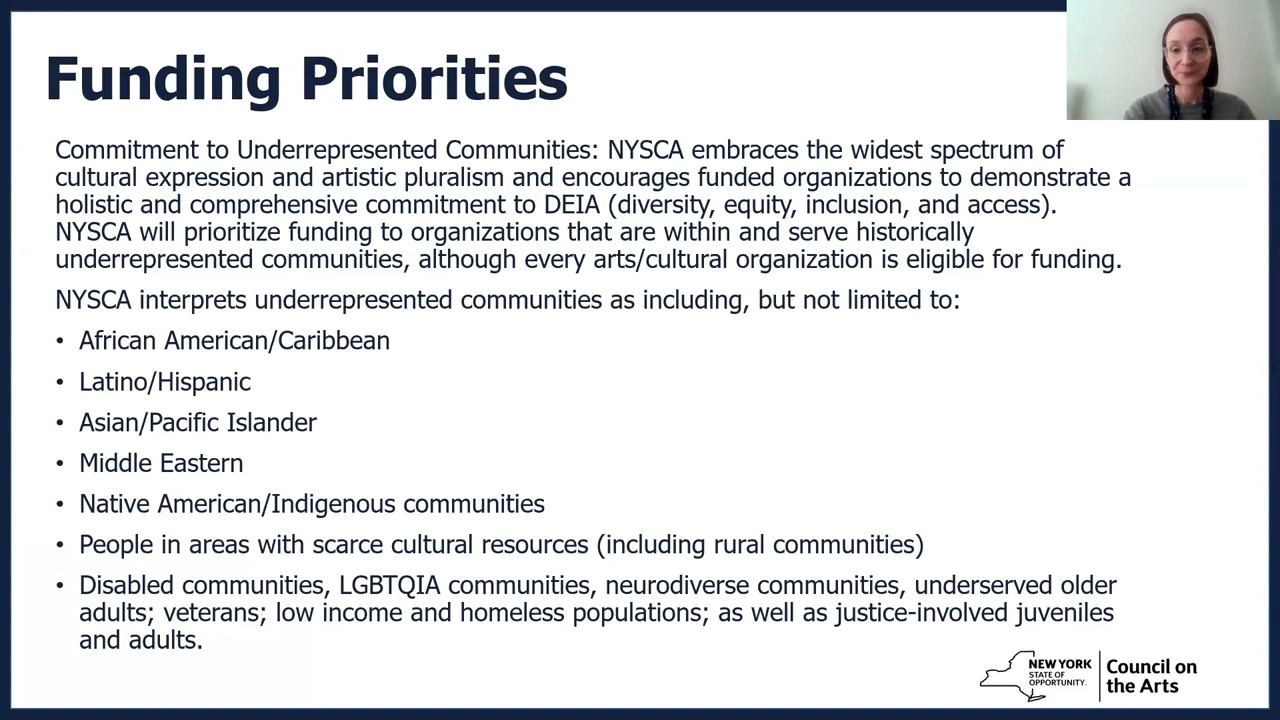 Funding Priorities
Commitment to Underrepresented Communities: NYSCA embraces the widest spectrum of
cultural expression and artistic pluralism and encourages funded organizations to demonstrate a
holistic and comprehensive commitment to DEIA (diversity, equity, inclusion, and access).
NYSCA will prioritize funding to organizations that are within and serve historically
underrepresented communities, although every arts/cultural organization is eligible for funding.
NYSCA interprets underrepresented communities as including, but not limited to:
• African American/Caribbean
• Latino/Hispanic
• Asian/Pacific Islander
• Middle Eastern
• Native American/Indigenous communities
• People in areas with scarce cultural resources (including rural communities)
• Disabled communities, LGBTQIA communities, neurodiverse communities, underserved older
adults; veterans; low income and homeless populations; as well as justice-involved juveniles
and adults.
NEW YORK
STATE OF
OPPORTUNITY.
Council on
the Arts